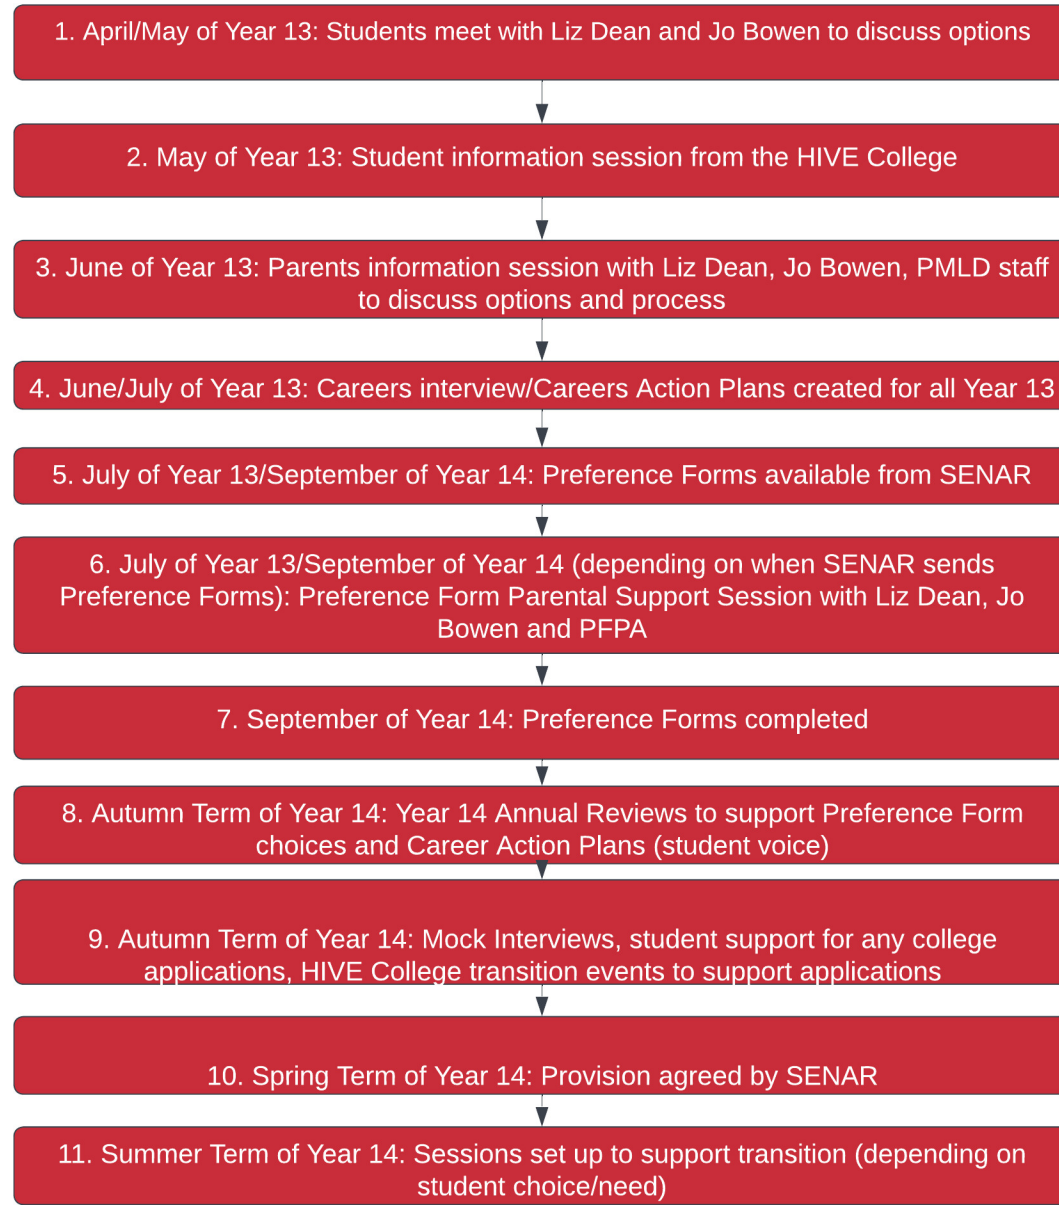 1. April/May of Year 13: Students meet with Liz Dean and Jo Bowen to discuss options
2. May of Year 13: Student information session from the HIVE College
3. June of Year 13: Parents information session with Liz Dean, Jo Bowen, PMLD staff
to discuss options and process
4. June/July of Year 13: Careers interview/Careers Action Plans created for all Year 13
5. July of Year 13/September of Year 14: Preference Forms available from SENAR
6. July of Year 13/September of Year 14 (depending on when SENAR sends
Preference Forms): Preference Form Parental Support Session with Liz Dean, Jo
Bowen and PFPA
7. September of Year 14: Preference Forms completed
8. Autumn Term of Year 14: Year 14 Annual Reviews to support Preference Form
choices and Career Action Plans (student voice)
9. Autumn Term of Year 14: Mock Interviews, student support for any college
applications, HIVE College transition events to support applications
10. Spring Term of Year 14: Provision agreed by SENAR
11. Summer Term of Year 14: Sessions set up to support transition (depending on
student choice/need)